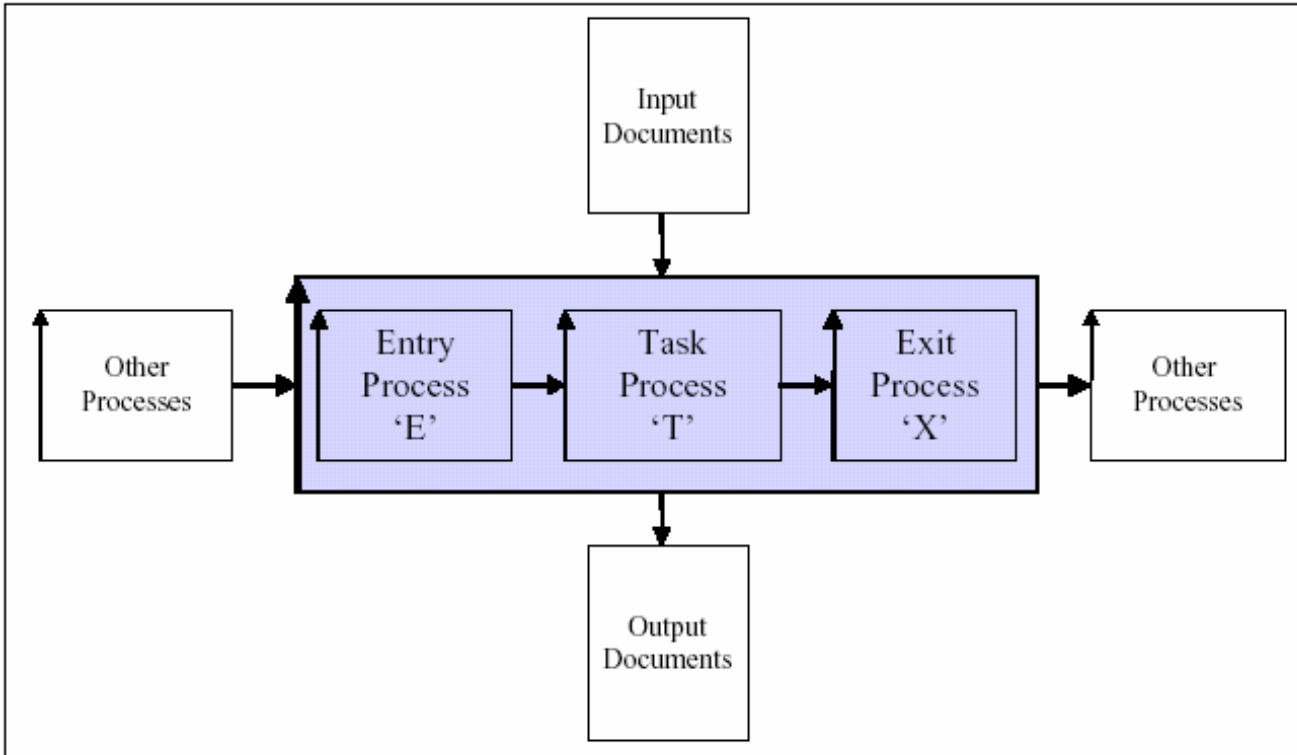 Input
Documents
Other
Processes
Entry
Process
‘E’
Task
Process
‘T’
Exit
Process
‘X’
Other
Processes
Output
Documents